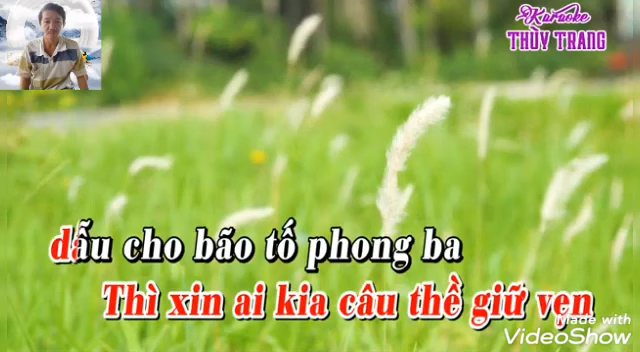 Karaoke
THÙY TRANG
dẫu cho bão tố phong ba
Thì xin ai kia câu thề giữ vẹn
Made with
VideoShow